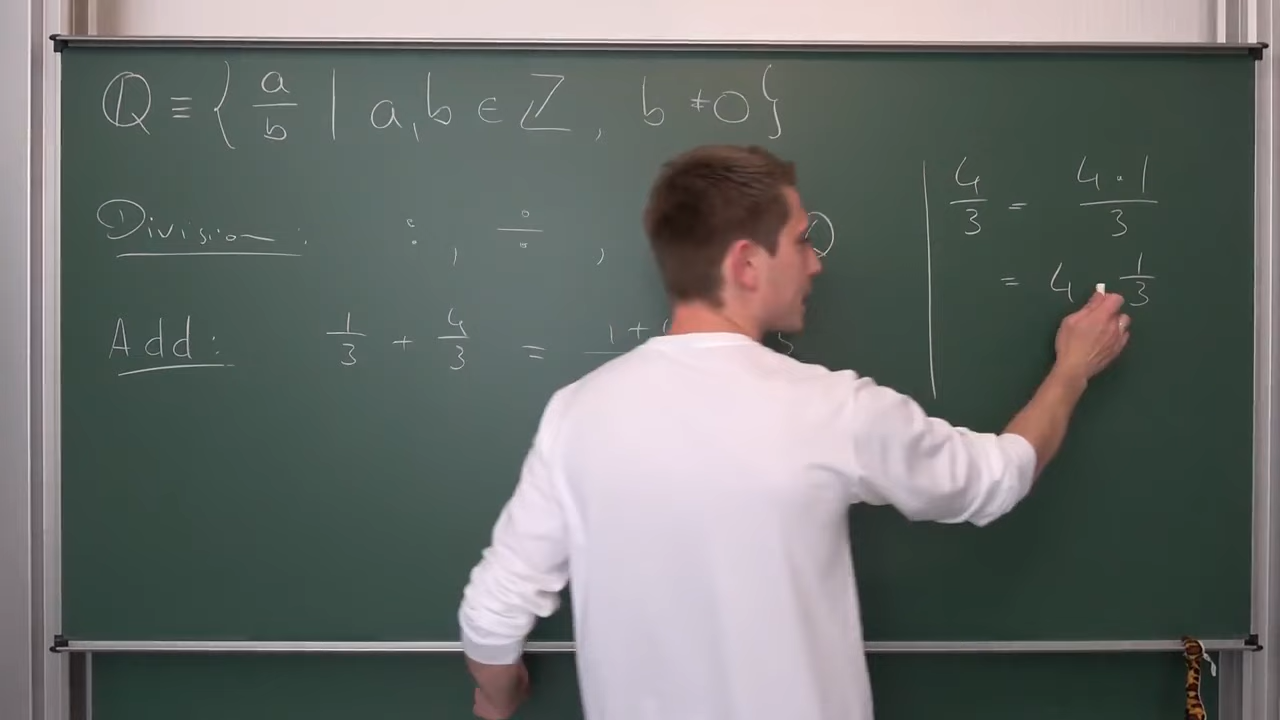 Q ≡ { a/b | a,b ∈ Z, b ≠ 0 }
Division: : , ÷ , Q
Add: 1/3 + 4/3 = 1 +
4/3 = 4·1/3
= 4 · 1/3